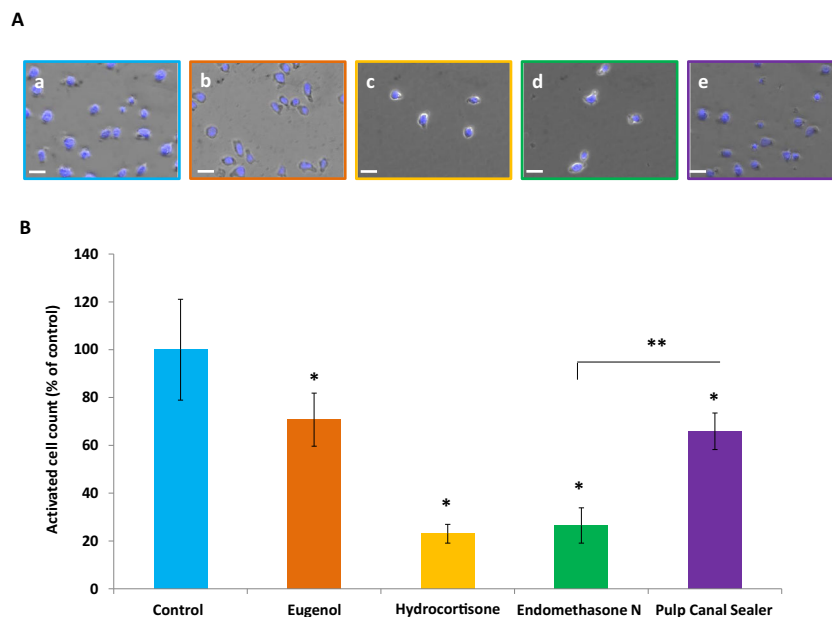 A
a b c d e
B
140
120
100
80
60
40
20
0
Activated cell count (% of control)
*
*
*
**
*
Control Eugenol Hydrocortisone Endomethasone N Pulp Canal Sealer